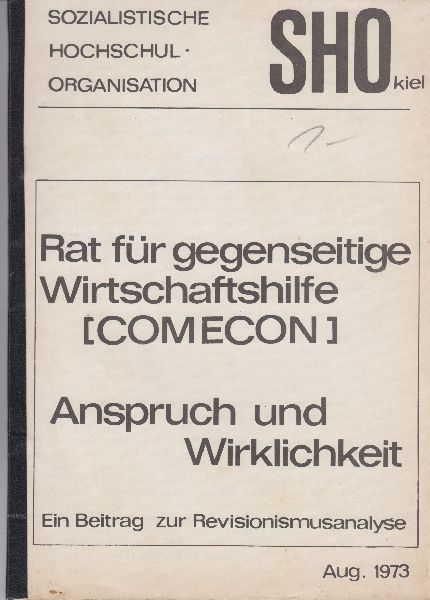 SOZIALISTISCHE
HOCHSCHUL-
ORGANISATION
SHO kiel
1-
Rat für gegenseitige
Wirtschaftshilfe
[COMECON]
Anspruch und
Wirklichkeit
Ein Beitrag zur Revisionismusanalyse
Aug. 1973